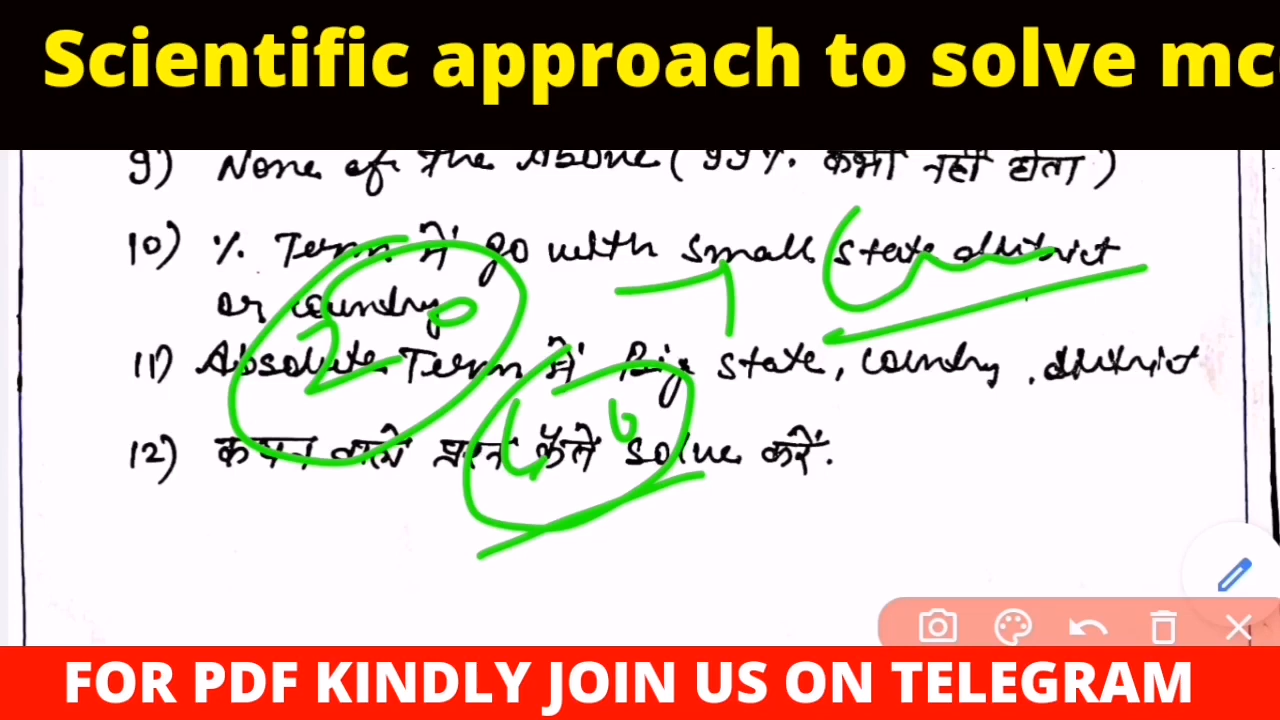 Scientific approach to solve mc
9) None of the Above ( 99%. कभी नहीं होता )
10) %. Term में go with small state district
or country
11) Absolute Term में Big state, country, district
12) कथन वाले प्रश्न कैसे solve करें.
20
FOR PDF KINDLY JOIN US ON TELEGRAM